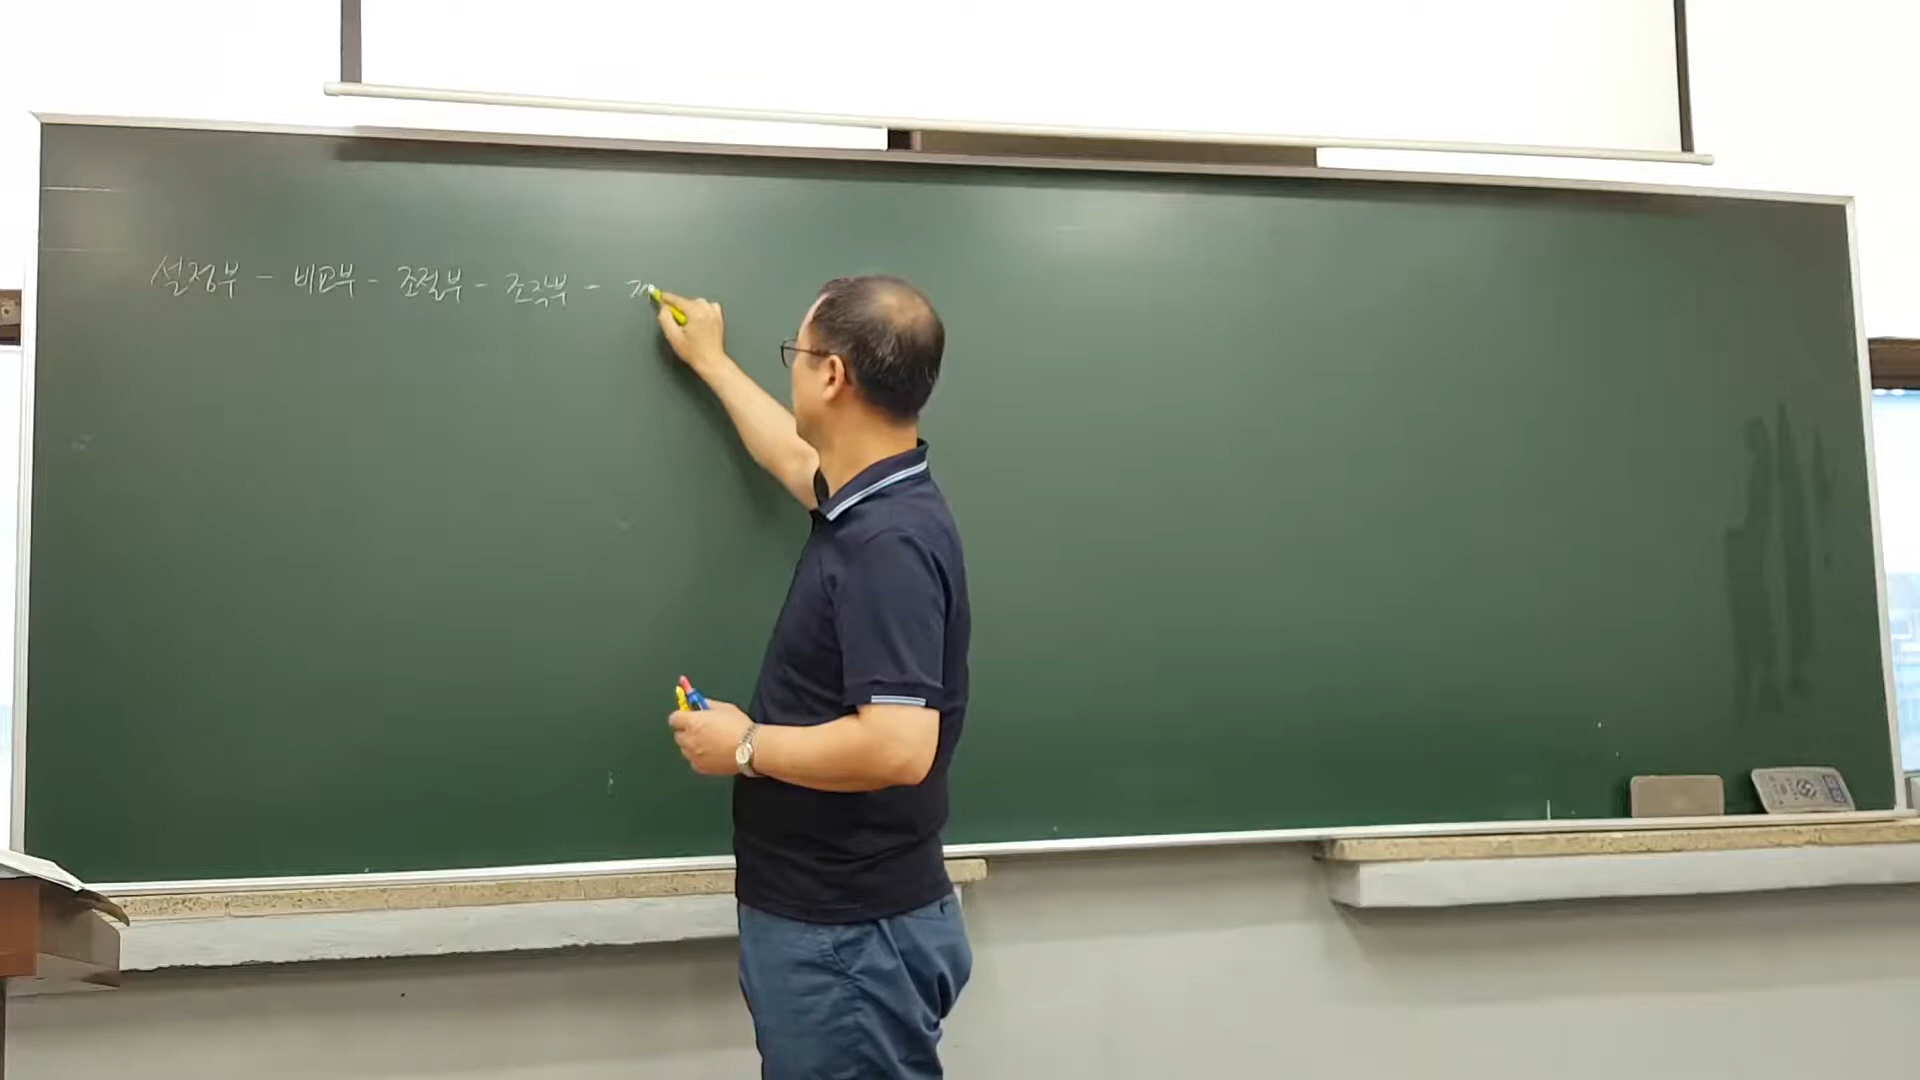 설정부 - 비교부 - 조절부 - 조작부 -